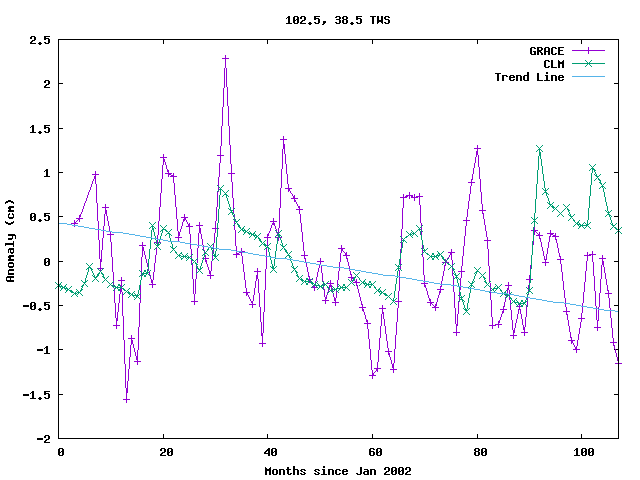 102.5, 38.5 TWS
GRACE
CLM
Trend Line
2.5
2
1.5
1
0.5
0
-0.5
-1
-1.5
-2
Anomaly (cm)
0 20 40 60 80 100
Months since Jan 2002